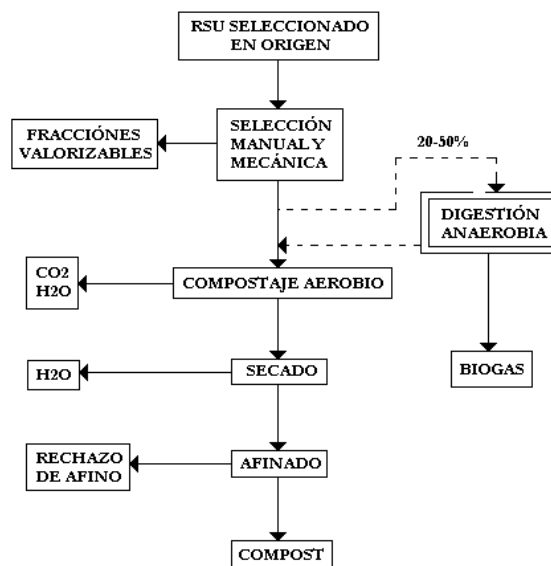 RSU SELECCIONADO
EN ORIGEN
FRACCIÓNES
VALORIZABLES
SELECCIÓN
MANUAL Y
MECÁNICA
20-50%
DIGESTIÓN
ANAEROBIA
CO2
H2O
COMPOSTAJE AEROBIO
H2O
SECADO
BIOGAS
RECHAZO
DE AFINO
AFINADO
COMPOST